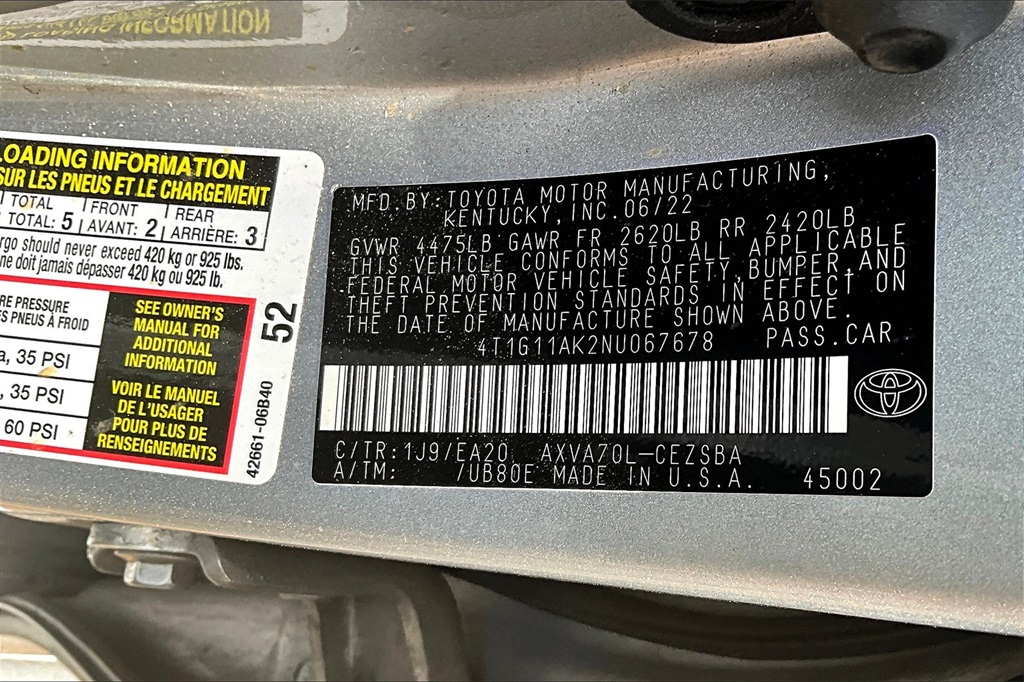 INFORMATION
LOADING INFORMATION
SUR LES PNEUS ET LE CHARGEMENT
TOTAL FRONT REAR
TOTAL: 5 AVANT: 2 ARRIÈRE: 3
rgo should never exceed 420 kg or 925 lbs.
ne doit jamais dépasser 420 kg ou 925 lb.
RE PRESSURE
ES PNEUS À FROID
a, 35 PSI
, 35 PSI
60 PSI
SEE OWNER'S
MANUAL FOR
ADDITIONAL
INFORMATION
VOIR LE MANUEL
DE L'USAGER
POUR PLUS DE
RENSEIGNEMENTS
52
42661-06B40
MFD.BY:TOYOTA MOTOR MANUFACTURING,
KENTUCKY,INC.06/22
GVWR 4475LB GAWR FR 2620LB RR 2420LB
THIS VEHICLE CONFORMS TO ALL APPLICABLE
FEDERAL MOTOR VEHICLE SAFETY,BUMPER,AND
THEFT PREVENTION STANDARDS IN EFFECT ON
THE DATE OF MANUFACTURE SHOWN ABOVE.
4T1G11AK2NU067678 PASS.CAR
C/TR:1J9/EA20 AXVA70L-CEZSBA
A/TM: 7UB80E MADE IN U.S.A. 45002